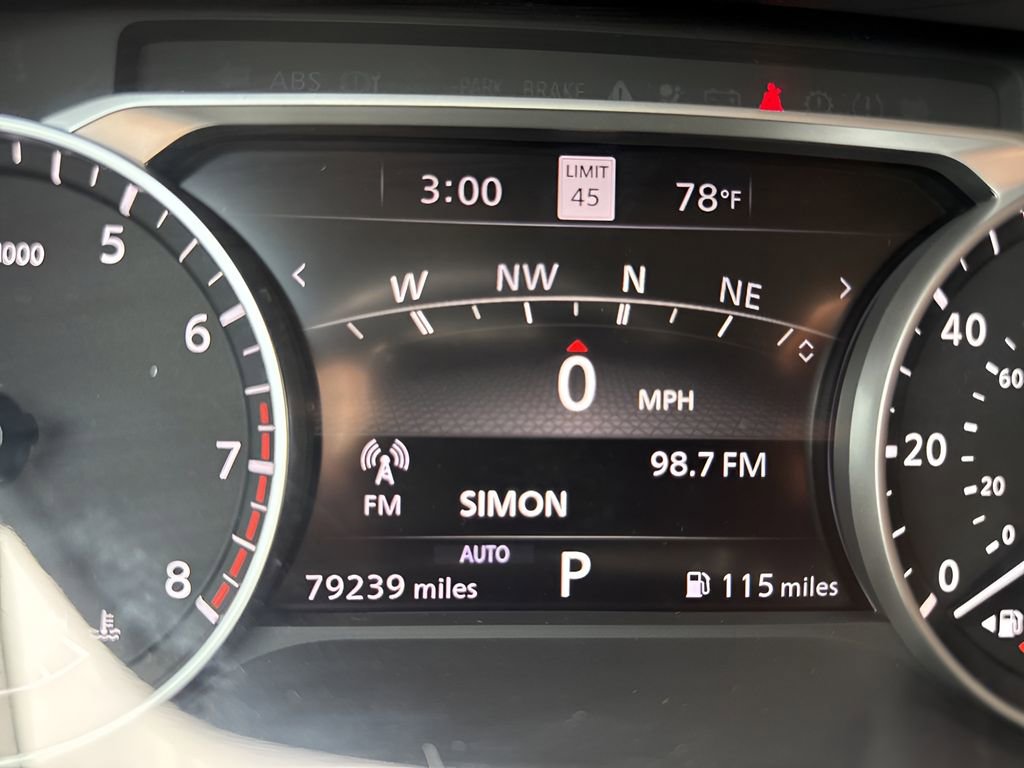 ABS
PARK BRAKE
3:00 LIMIT 45 78°F
W NW N NE
0 MPH
98.7 FM
FM SIMON
AUTO
79239 miles P 115 miles
1000
5
6
7
8
40
20
0
60
20
0